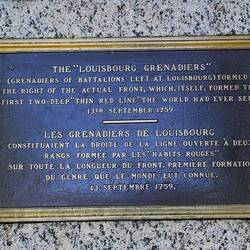 THE "LOUISBOURG GRENADIERS"
(GRENADIERS OF BATTALIONS LEFT AT LOUISBOURG) FORMED
THE RIGHT OF THE ACTUAL FRONT, WHICH, ITSELF, FORMED THE
FIRST TWO-DEEP "THIN RED LINE" THE WORLD HAD EVER SEEN
13TH SEPTEMBER 1759
LES GRENADIERS DE LOUISBOURG
CONSTITUAIENT LA DROITE DE LA LIGNE OUVERTE À DEUX
RANGS FORMÉE PAR LES "HABITS ROUGES"
SUR TOUTE LA LONGUEUR DU FRONT, PREMIÈRE FORMATION
DU GENRE QUE LE MONDE EUT CONNUE.
13 SEPTEMBRE 1759.